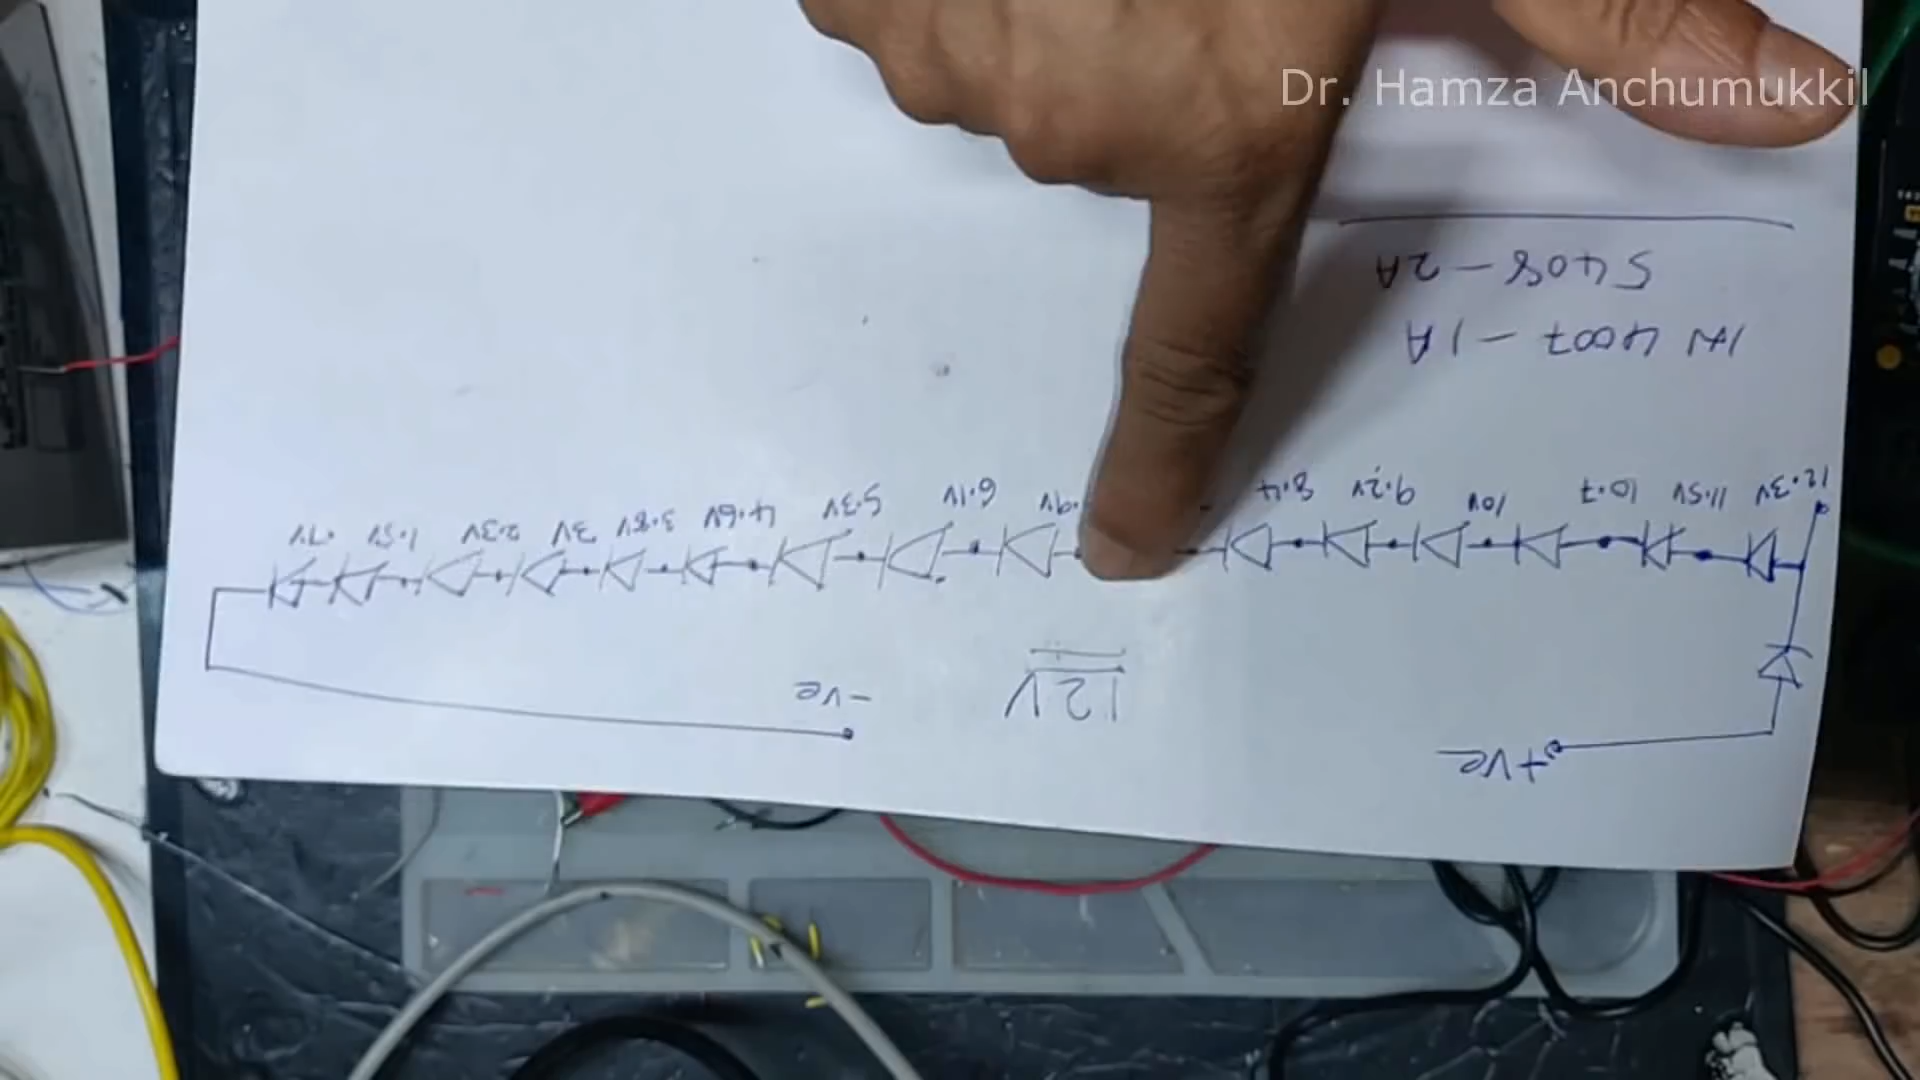 Dr. Hamza Anchumukkil
+ve
12V
-ve
12.3V 11.5V 10.7 10V 9.2V 8.4 6.1V 5.3V 4.6V 3.8V 3V 2.3V 1.5V .7V
IN 4007 - 1A
5408 - 2A